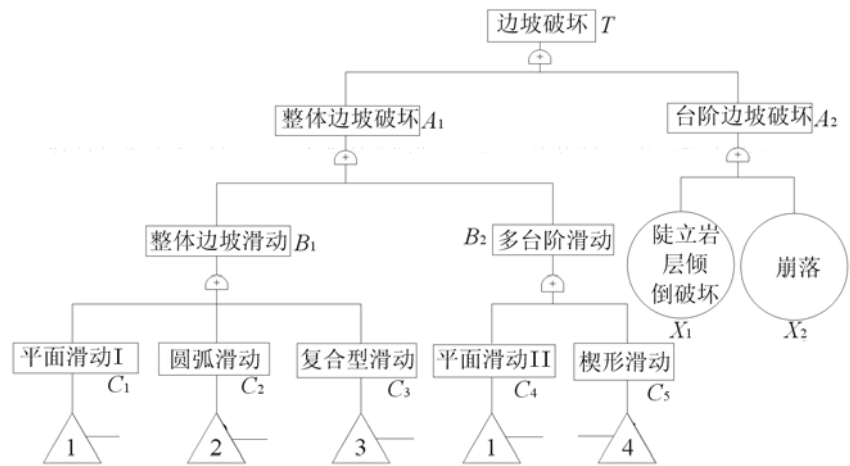 边坡破坏 T
+
整体边坡破坏 A1
台阶边坡破坏 A2
+
+
整体边坡滑动 B1
B2 多台阶滑动
陡立岩
层倾
倒破坏
X1
崩落
X2
+
+
平面滑动I
C1
圆弧滑动
C2
复合型滑动
C3
平面滑动II
C4
楔形滑动
C5
1
2
3
1
4